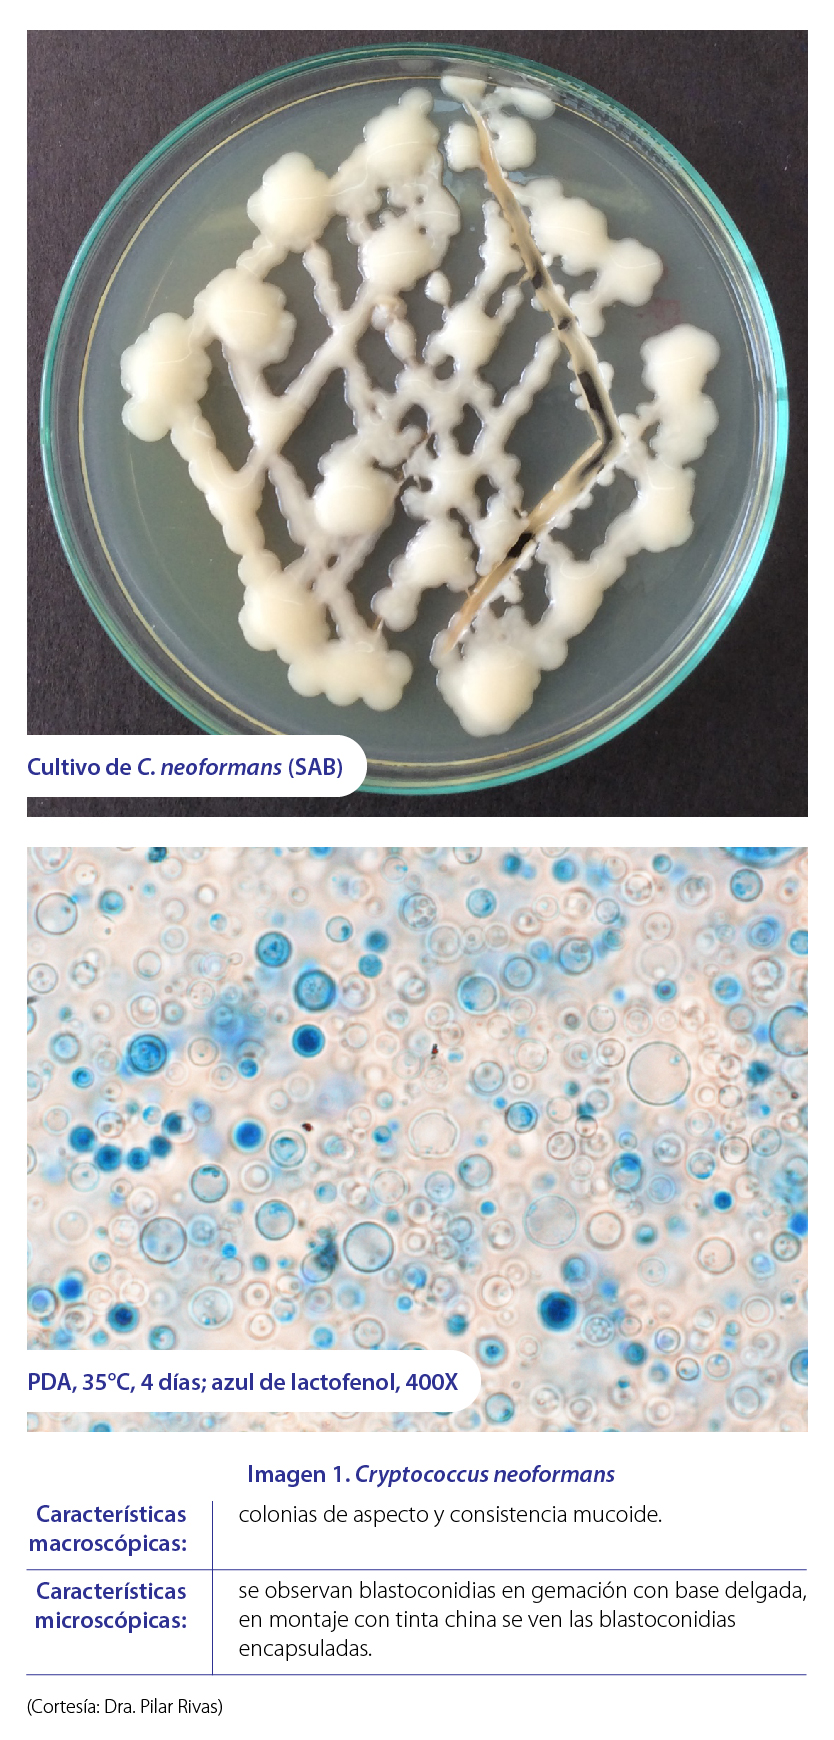 Cultivo de C. neoformans (SAB)
PDA, 35°C, 4 días; azul de lactofenol, 400X
Imagen 1. Cryptococcus neoformans
Características
macroscópicas:
colonias de aspecto y consistencia mucoide.
Características
microscópicas:
se observan blastoconidias en gemación con base delgada,
en montaje con tinta china se ven las blastoconidias
encapsuladas.
(Cortesía: Dra. Pilar Rivas)